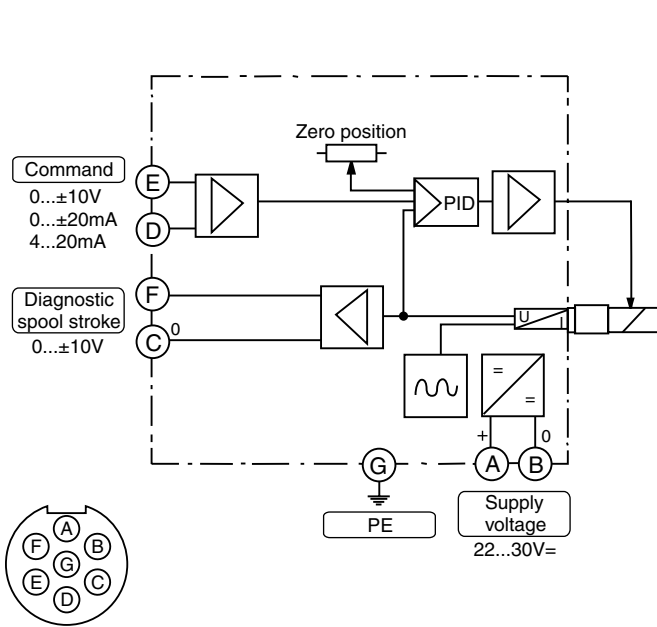 Zero position
Command
0...±10V
0...±20mA
4...20mA
E
D
PID
Diagnostic
spool stroke
0...±10V
F
C
0
U
I
=
=
+
0
G
A
B
PE
Supply
voltage
22...30V=
A
F
B
G
E
C
D